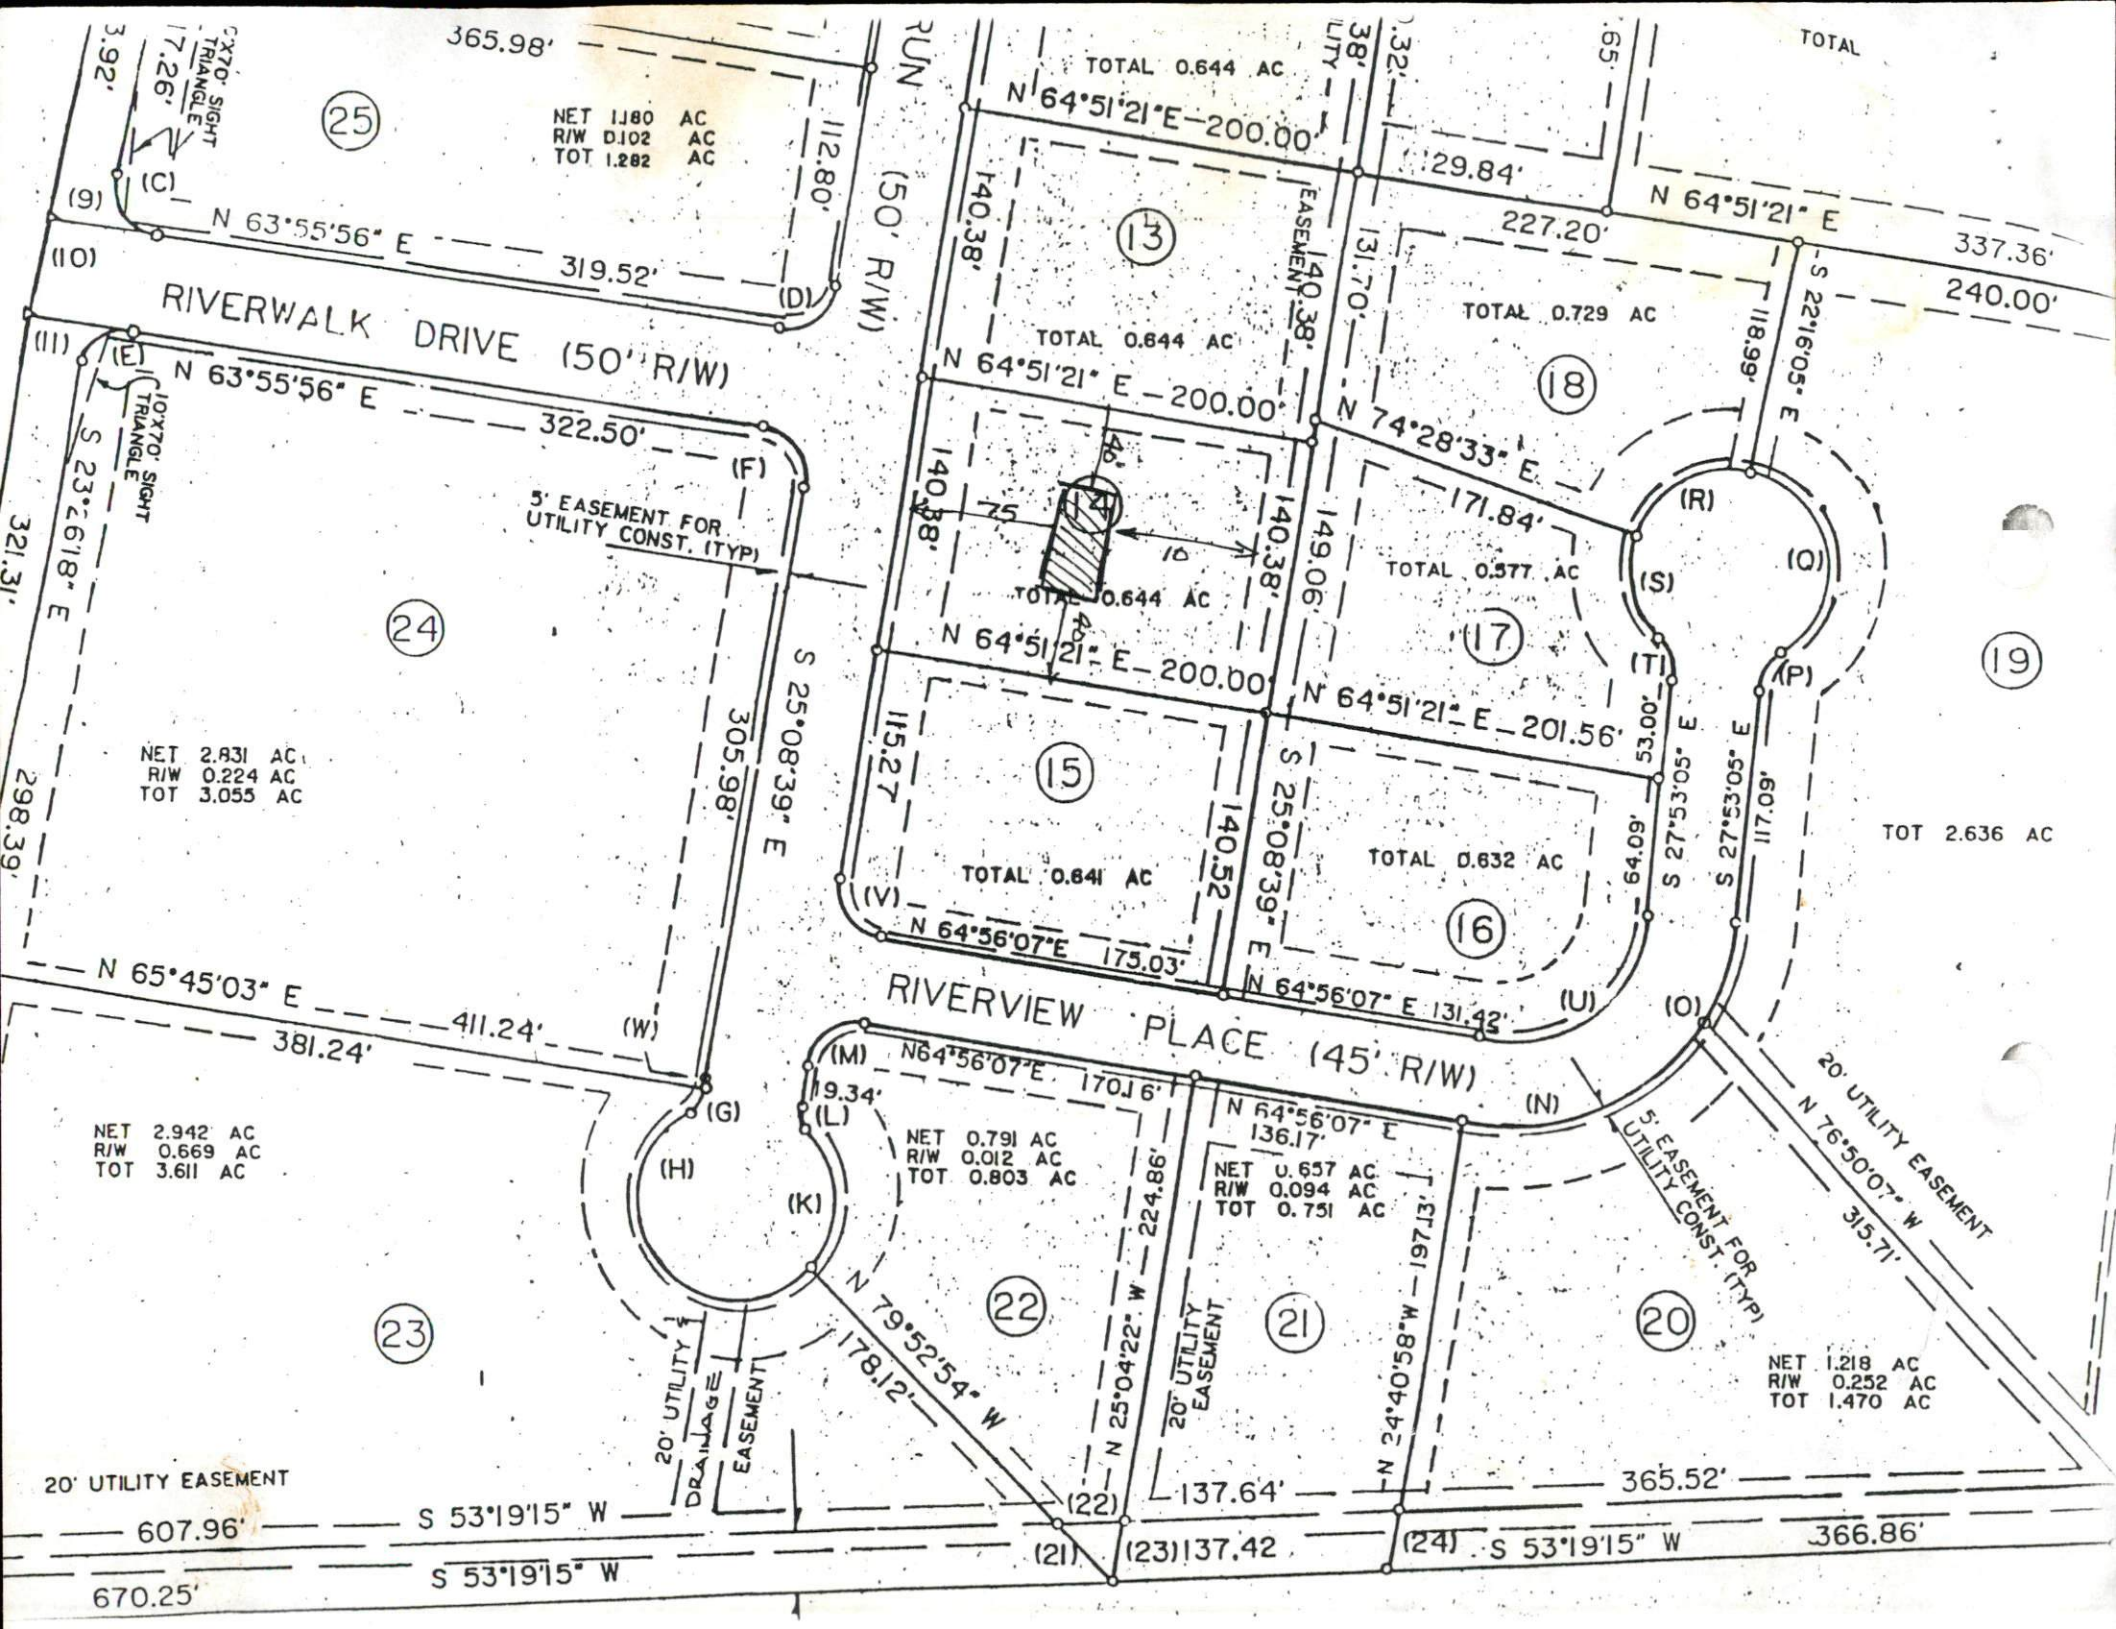 3.92'
17.26'
X70' SIGHT
TRIANGLE
365.98'
25
NET 1.180 AC
R/W 0.102 AC
TOT 1.282 AC
112.80'
(C)
(9)
N 63°55'56" E
319.52'
(D)
(10)
RIVERWALK DRIVE (50' R/W)
(11)
(E)
N 63°55'56" E
322.50'
(F)
10'X70' SIGHT
TRIANGLE
S 23°26'18" E
321.31'
298.39'
RUN (50' R/W)
TOTAL 0.644 AC
N 64°51'21" E 200.00'
140.38'
13
TOTAL 0.644 AC
EASEMENT
140.38'
131.70'
38'
.32'
.65
TOTAL
129.84'
N 64°51'21" E
227.20'
337.36'
240.00'
TOTAL 0.729 AC
18
118.99'
S 22°16'05" E
N 64°51'21" E 200.00'
N 74°28'33" E
171.84'
(R)
(Q)
(S)
(T)
(P)
5' EASEMENT FOR
UTILITY CONST. (TYP)
140.38'
40'
14
75
10
40'
TOTAL 0.644 AC
140.38'
149.06'
TOTAL 0.577 AC
17
19
24
N 64°51'21" E 200.00'
N 64°51'21" E 201.56'
53.00'
S 25°08'39" E
305.98'
NET 2.831 AC
R/W 0.224 AC
TOT 3.055 AC
115.27
15
TOTAL 0.641 AC
140.52
S 25°08'39" E
TOTAL 0.632 AC
16
64.09'
S 27°53'05" E
S 27°53'05" E
117.09'
TOT 2.636 AC
(V)
N 64°56'07" E 175.03'
N 64°56'07" E 131.42'
(U)
(O)
N 65°45'03" E
411.24'
381.24'
(W)
(G)
RIVERVIEW PLACE (45' R/W)
(M)
N64°56'07"E 170.16'
19.34'
(L)
N 64°56'07" E
136.17'
(N)
20' UTILITY EASEMENT
N 76°50'07" W
315.71'
5' EASEMENT FOR
UTILITY CONST. (TYP)
NET 2.942 AC
R/W 0.669 AC
TOT 3.611 AC
(H)
(K)
NET 0.791 AC
R/W 0.012 AC
TOT 0.803 AC
NET 0.657 AC
R/W 0.094 AC
TOT 0.751 AC
23
22
21
20
N 79°52'54" W
178.12'
N 25°04'22" W 224.86'
20' UTILITY
EASEMENT
N 24°40'58" W 197.13'
NET 1.218 AC
R/W 0.252 AC
TOT 1.470 AC
20' UTILITY &
DRAINAGE
EASEMENT
20' UTILITY EASEMENT
607.96'
S 53°19'15" W
(22)
137.64'
365.52'
(21)
(23)
137.42
(24)
S 53°19'15" W
366.86'
670.25'
S 53°19'15" W